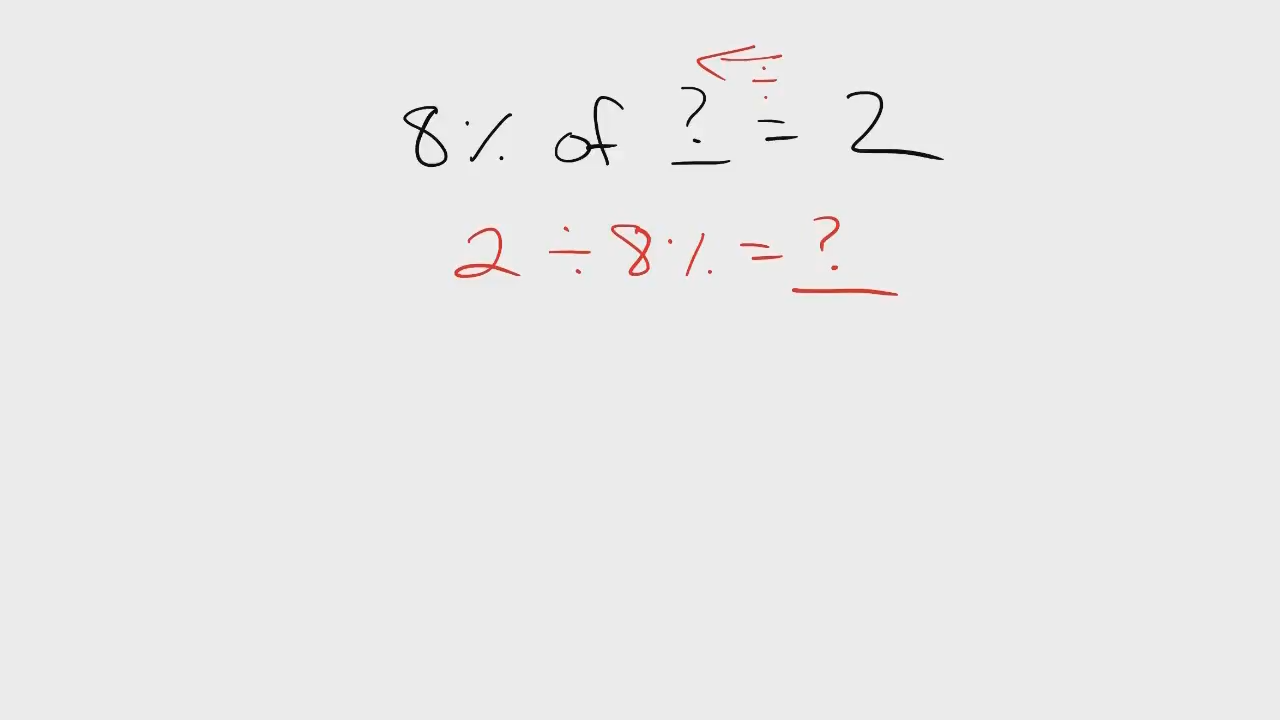 ÷
8% of ? = 2
2 ÷ 8% = ?